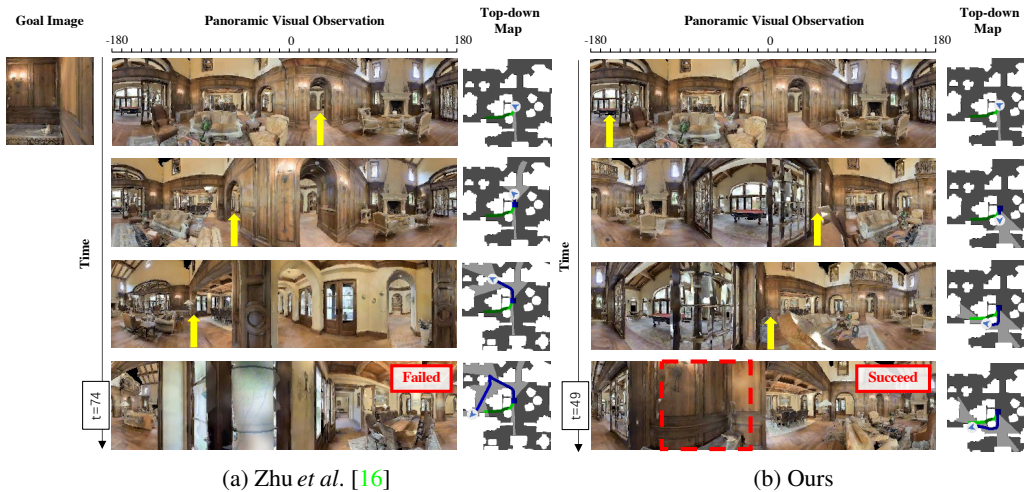 Goal Image
Panoramic Visual Observation
Top-down
Map
-180
0
180
Time
t=74
Failed
(a) Zhu et al. [16]
Panoramic Visual Observation
Top-down
Map
-180
0
180
Time
t=49
Succeed
(b) Ours